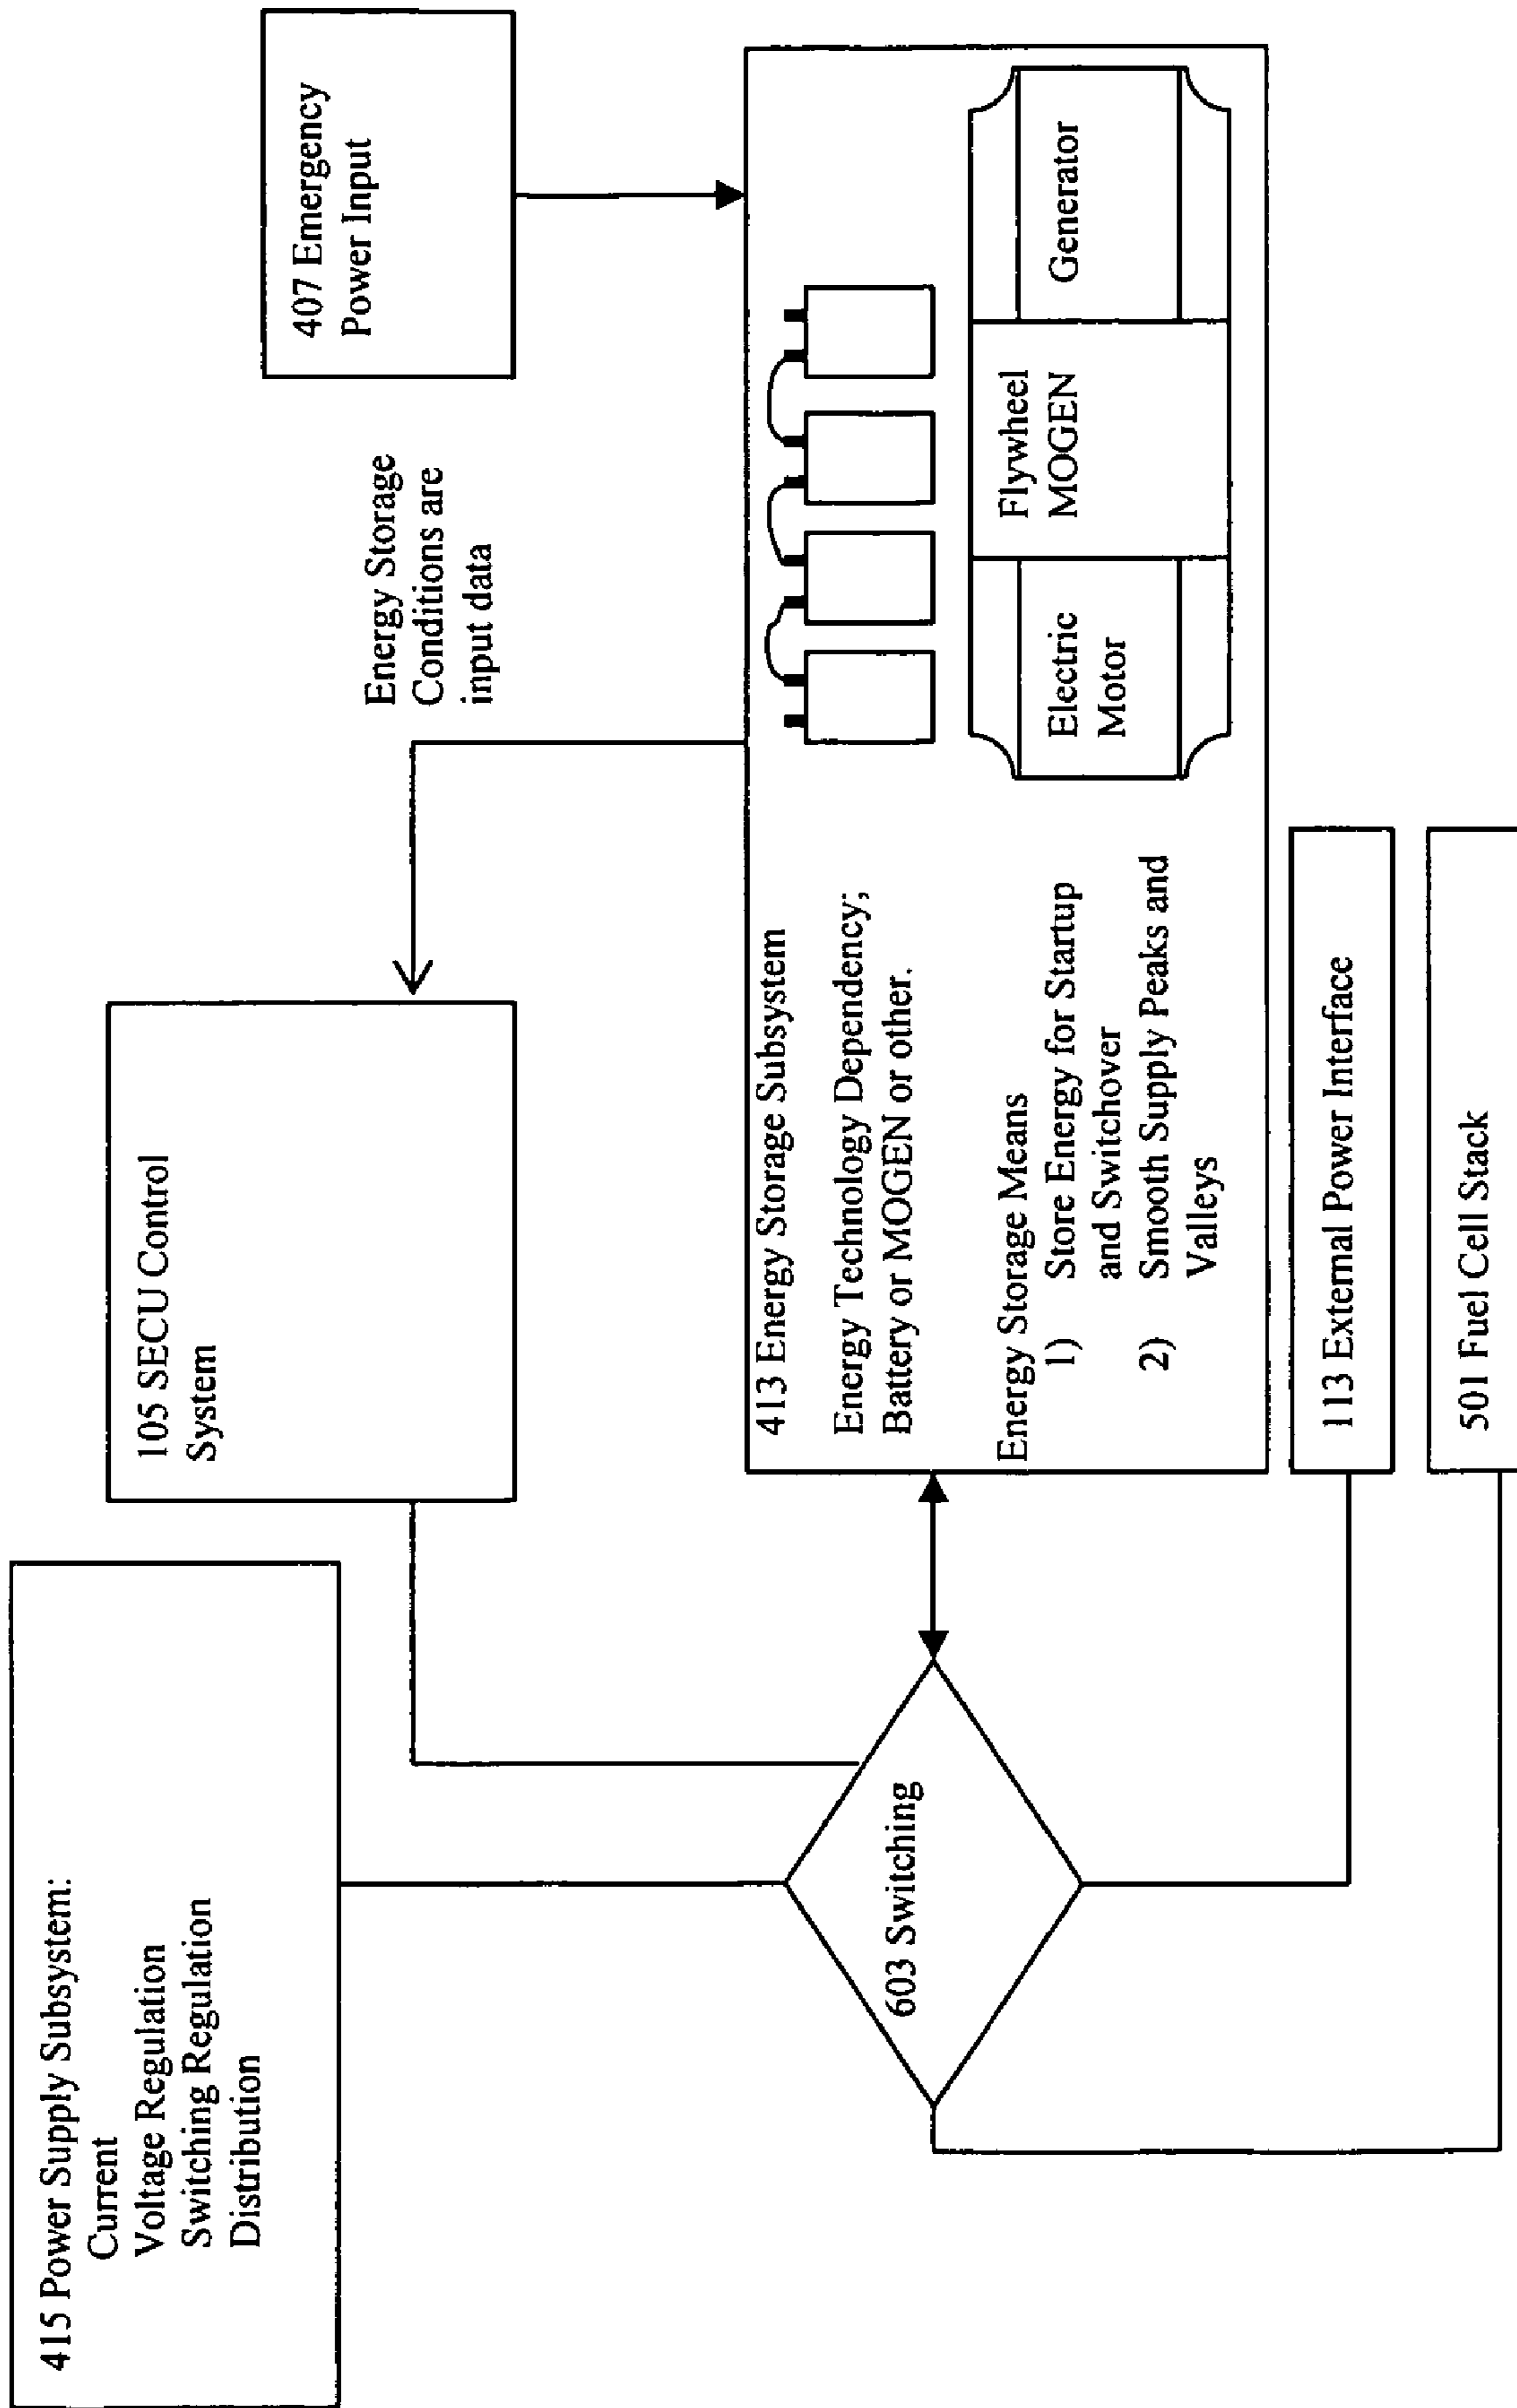 415 Power Supply Subsystem:
Current
Voltage Regulation
Switching Regulation
Distribution
105 SECU Control
System
Energy Storage
Conditions are
input data
407 Emergency
Power Input
603 Switching
413 Energy Storage Subsystem
Energy Technology Dependency;
Battery or MOGEN or other.
Energy Storage Means
1) Store Energy for Startup
and Switchover
2) Smooth Supply Peaks and
Valleys
Electric
Motor
Flywheel
MOGEN
Generator
113 External Power Interface
501 Fuel Cell Stack